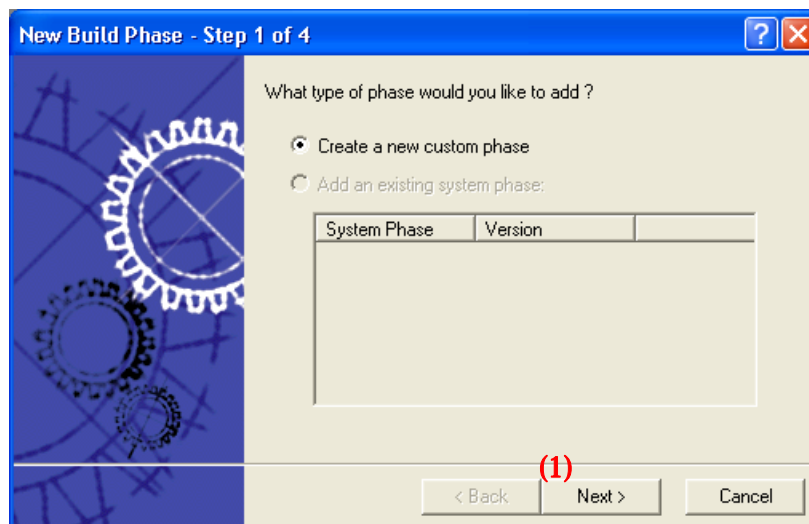 New Build Phase - Step 1 of 4
What type of phase would you like to add ?
Create a new custom phase
Add an existing system phase:
System Phase Version
(1)
< Back Next > Cancel